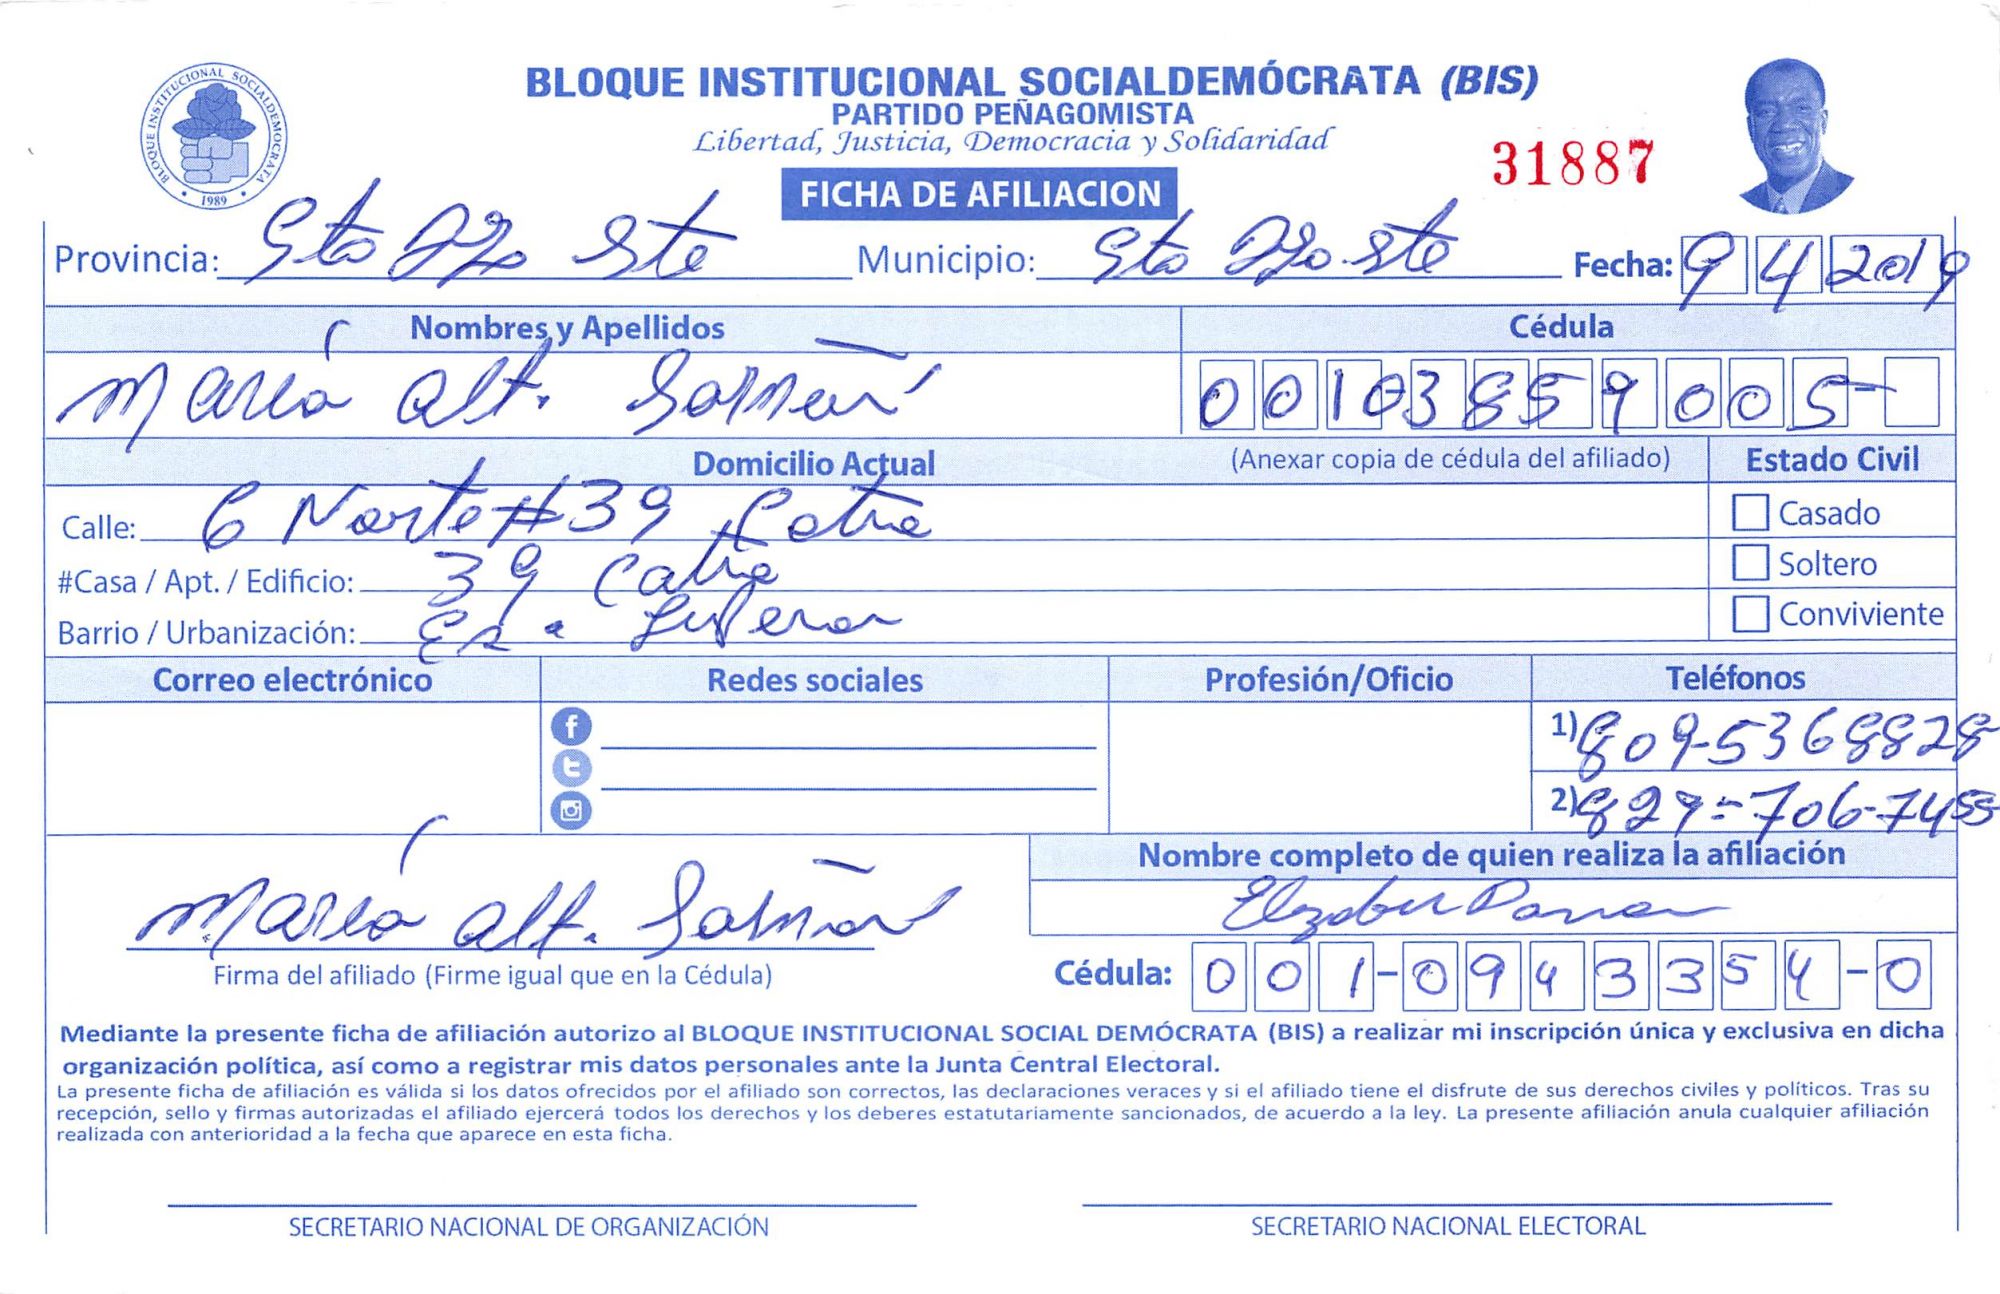 BLOQUE INSTITUCIONAL SOCIALDEMÓCRATA (BIS)
PARTIDO PEÑAGOMISTA
Libertad, Justicia, Democracia y Solidaridad
BLOQUE INSTITUCIONAL SOCIALDEMOCRATA
• 1989 •
31887
FICHA DE AFILIACION
Provincia: Sto Dgo Ste Municipio: Sto Dgo. Ste Fecha: 9 4 2019
Nombres y Apellidos Cédula
María Alt. 00103859005-
Domicilio Actual (Anexar copia de cédula del afiliado) Estado Civil
Calle: 6 Norte #39
Casado
#Casa / Apt. / Edificio: 39
Soltero
Barrio / Urbanización:
Conviviente
Correo electrónico Redes sociales Profesión/Oficio Teléfonos
1) 809-5368828
2) 829-706-7455
Nombre completo de quien realiza la afiliación
María Alt.
Firma del afiliado (Firme igual que en la Cédula)
Cédula: 001-0943354-0
Mediante la presente ficha de afiliación autorizo al BLOQUE INSTITUCIONAL SOCIAL DEMÓCRATA (BIS) a realizar mi inscripción única y exclusiva en dicha
organización política, así como a registrar mis datos personales ante la Junta Central Electoral.
La presente ficha de afiliación es válida si los datos ofrecidos por el afiliado son correctos, las declaraciones veraces y si el afiliado tiene el disfrute de sus derechos civiles y políticos. Tras su
recepción, sello y firmas autorizadas el afiliado ejercerá todos los derechos y los deberes estatutariamente sancionados, de acuerdo a la ley. La presente afiliación anula cualquier afiliación
realizada con anterioridad a la fecha que aparece en esta ficha.
SECRETARIO NACIONAL DE ORGANIZACIÓN SECRETARIO NACIONAL ELECTORAL